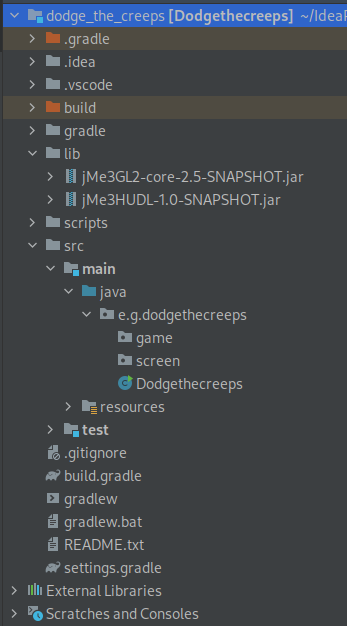 dodge_the_creeps [Dodgethecreeps] ~/IdeaP
.gradle
.idea
.vscode
build
gradle
lib
jMe3GL2-core-2.5-SNAPSHOT.jar
jMe3HUDL-1.0-SNAPSHOT.jar
scripts
src
main
java
e.g.dodgethecreeps
game
screen
Dodgethecreeps
resources
test
.gitignore
build.gradle
gradlew
gradlew.bat
README.txt
settings.gradle
External Libraries
Scratches and Consoles